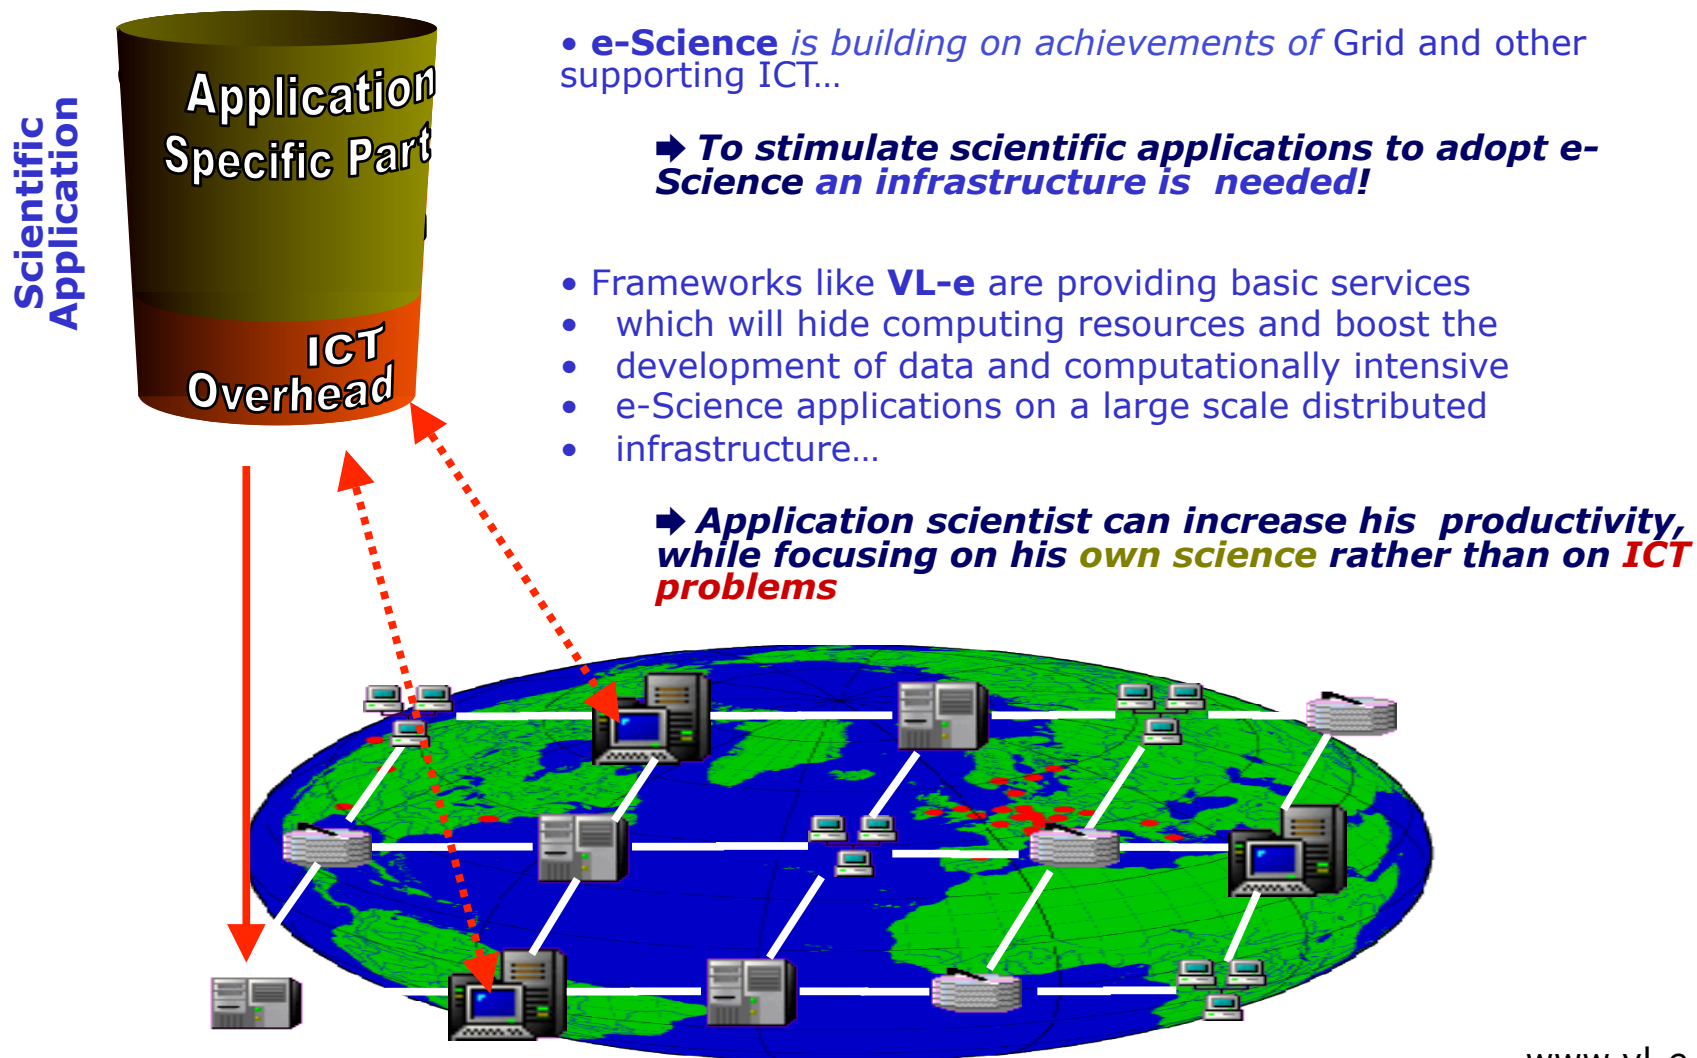 Scientific
Application
Application
Specific Part
ICT
Overhead
• e-Science is building on achievements of Grid and other
supporting ICT…
➡ To stimulate scientific applications to adopt e-
Science an infrastructure is needed!
• Frameworks like VL-e are providing basic services
• which will hide computing resources and boost the
• development of data and computationally intensive
• e-Science applications on a large scale distributed
• infrastructure…
➡ Application scientist can increase his productivity,
while focusing on his own science rather than on ICT
problems